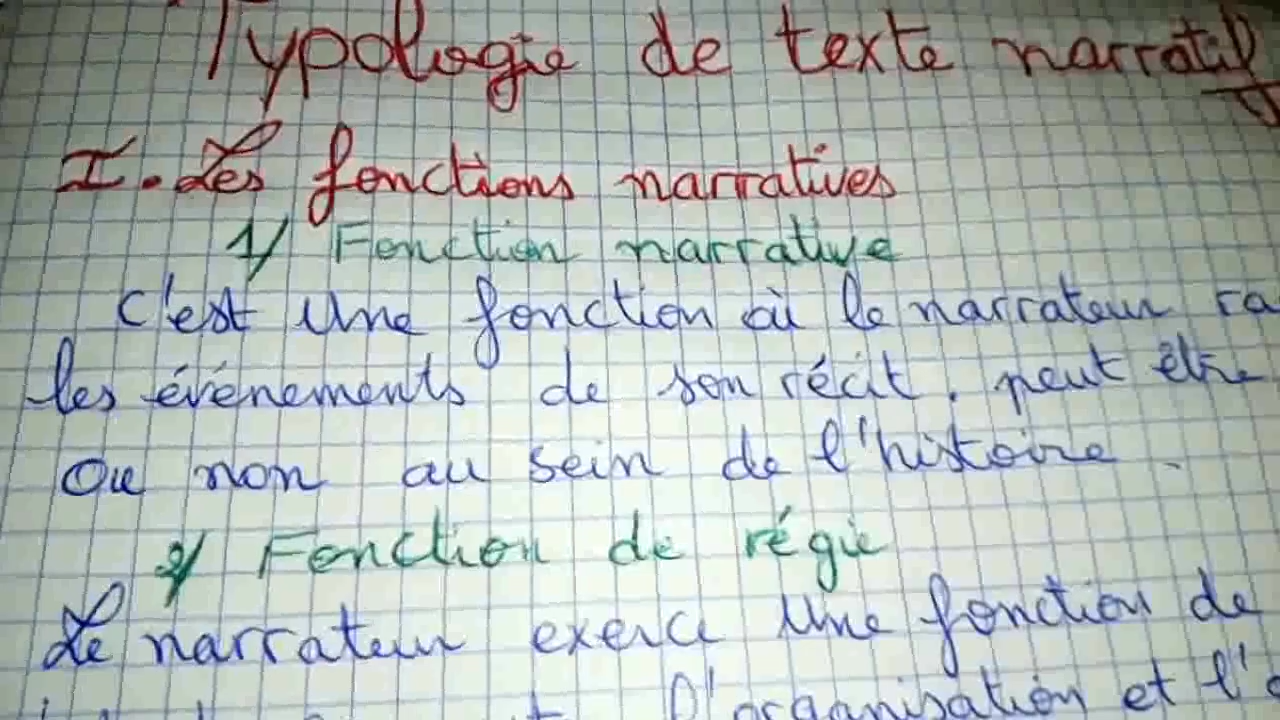 Typologie de texte narratif
I. Les fonctions narratives
1/ Fonction narrative
C'est une fonction où le narrateur ra
les événements de son récit. peut être
ou non au sein de l'histoire.
2/ Fonction de régie
Le narrateur exerce une fonction de
l'organisation et l'o